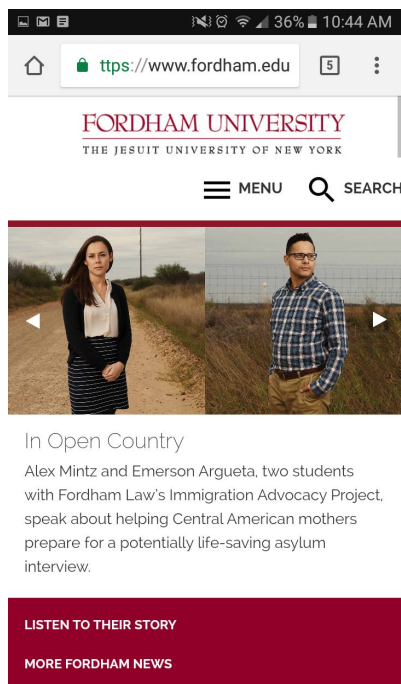 36% 10:44 AM
ttps://www.fordham.edu 5
FORDHAM UNIVERSITY
THE JESUIT UNIVERSITY OF NEW YORK
MENU SEARCH
In Open Country
Alex Mintz and Emerson Argueta, two students
with Fordham Law's Immigration Advocacy Project,
speak about helping Central American mothers
prepare for a potentially life-saving asylum
interview.
LISTEN TO THEIR STORY
MORE FORDHAM NEWS